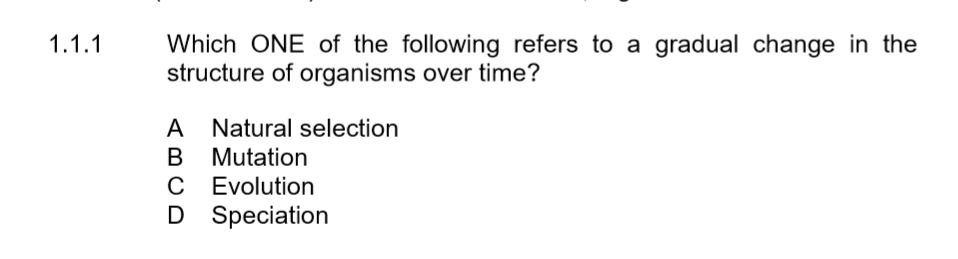 1.1.1 Which ONE of the following refers to a gradual change in the
structure of organisms over time?
A Natural selection
B Mutation
C Evolution
D Speciation